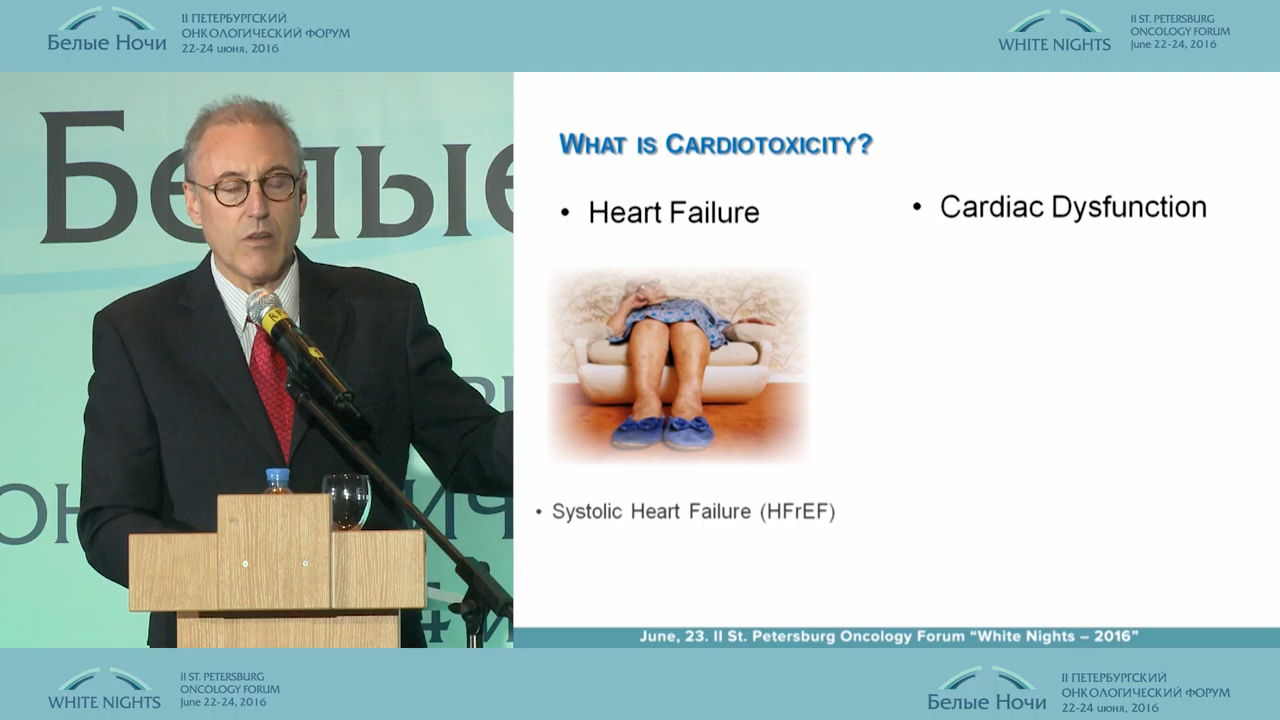 Белые Ночи
II ПЕТЕРБУРГСКИЙ
ОНКОЛОГИЧЕСКИЙ ФОРУМ
22-24 июня, 2016
WHITE NIGHTS
II ST. PETERSBURG
ONCOLOGY FORUM
June 22-24, 2016
Белые
WHAT IS CARDIOTOXICITY?
• Heart Failure
• Cardiac Dysfunction
• Systolic Heart Failure (HFrEF)
June, 23. II St. Petersburg Oncology Forum “White Nights – 2016”
WHITE NIGHTS
II ST. PETERSBURG
ONCOLOGY FORUM
June 22-24, 2016
Белые Ночи
II ПЕТЕРБУРГСКИЙ
ОНКОЛОГИЧЕСКИЙ ФОРУМ
22-24 июня, 2016